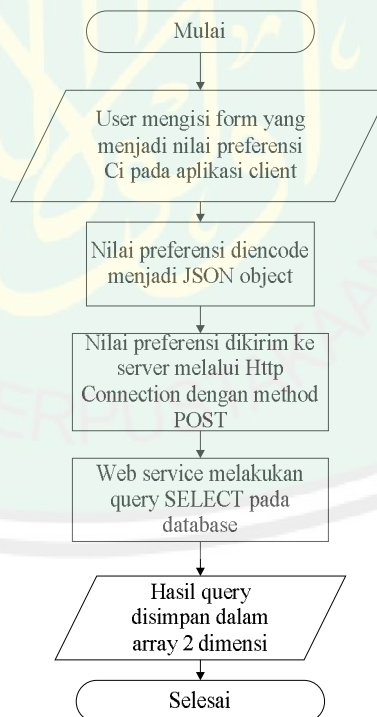 Mulai
User mengisi form yang
menjadi nilai preferensi
Ci pada aplikasi client
Nilai preferensi diencode
menjadi JSON object
Nilai preferensi dikirim ke
server melalui Http
Connection dengan method
POST
Web service melakukan
query SELECT pada
database
Hasil query
disimpan dalam
array 2 dimensi
Selesai